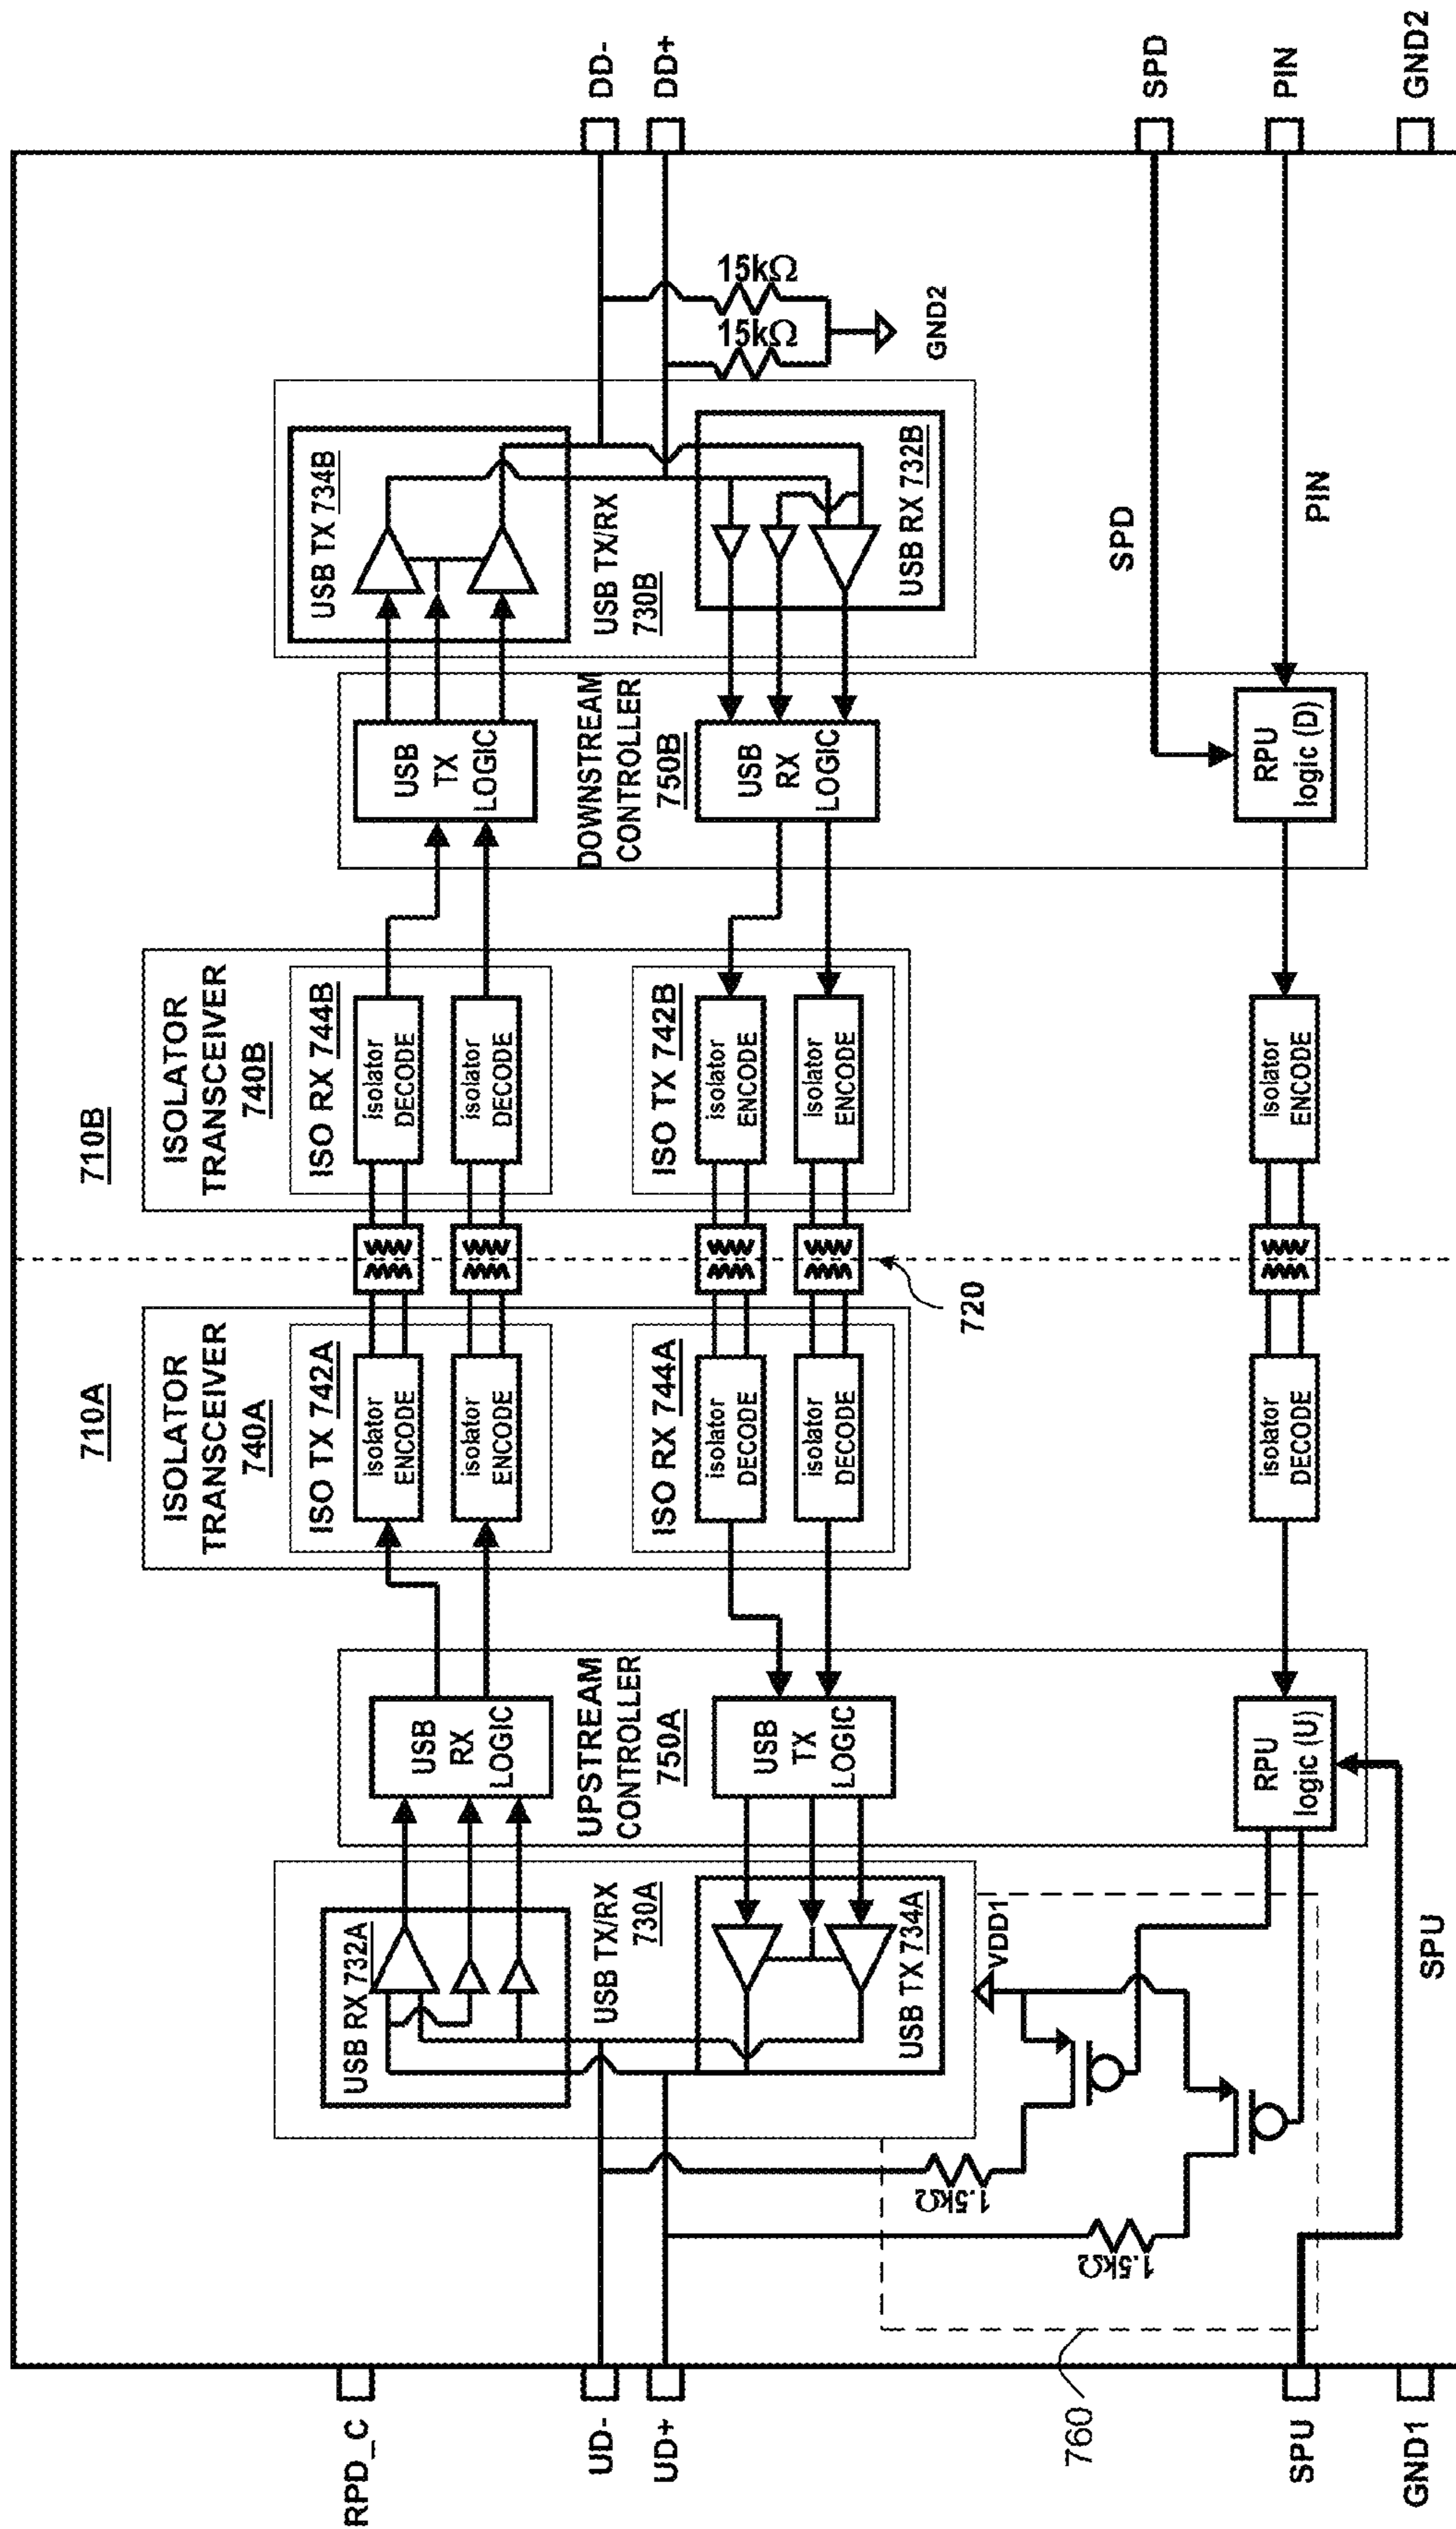 710A
710B
ISOLATOR
TRANSCEIVER
740A
ISOLATOR
TRANSCEIVER
740B
RPD_C
UD-
UD+
SPU
GND1
760
USB RX 732A
USB TX/RX
730A
USB TX 734A
VDD1
1.5kΩ
1.5kΩ
USB
RX
LOGIC
UPSTREAM
CONTROLLER
750A
USB
TX
LOGIC
RPU
logic (U)
SPU
ISO TX 742A
isolator
ENCODE
isolator
ENCODE
ISO RX 744A
isolator
DECODE
isolator
DECODE
isolator
DECODE
720
ISO RX 744B
isolator
DECODE
isolator
DECODE
ISO TX 742B
isolator
ENCODE
isolator
ENCODE
isolator
ENCODE
USB
TX
LOGIC
DOWNSTREAM
CONTROLLER
750B
USB
RX
LOGIC
RPU
logic (D)
USB TX 734B
USB TX/RX
730B
USB RX 732B
15kΩ
15kΩ
GND2
SPD
PIN
DD-
DD+
SPD
PIN
GND2